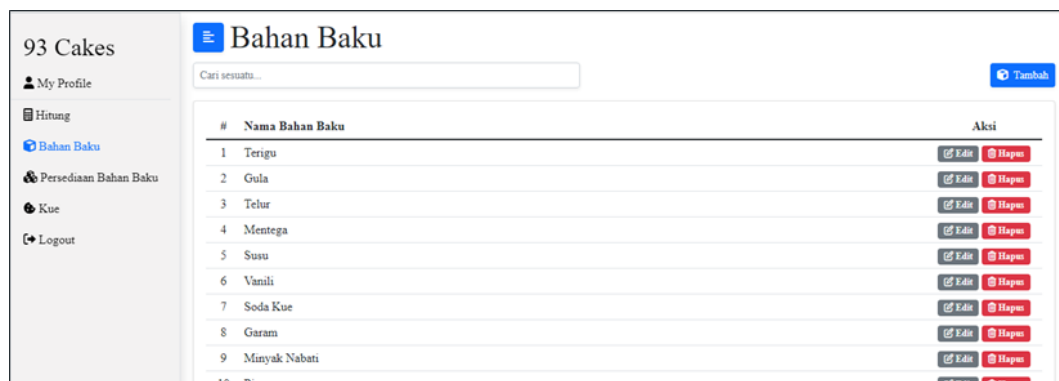 93 Cakes
My Profile
Hitung
Bahan Baku
Persediaan Bahan Baku
Kue
Logout
Bahan Baku
Cari sesuatu...
Tambah
# Nama Bahan Baku Aksi
1 Terigu Edit Hapus
2 Gula Edit Hapus
3 Telur Edit Hapus
4 Mentega Edit Hapus
5 Susu Edit Hapus
6 Vanili Edit Hapus
7 Soda Kue Edit Hapus
8 Garam Edit Hapus
9 Minyak Nabati Edit Hapus